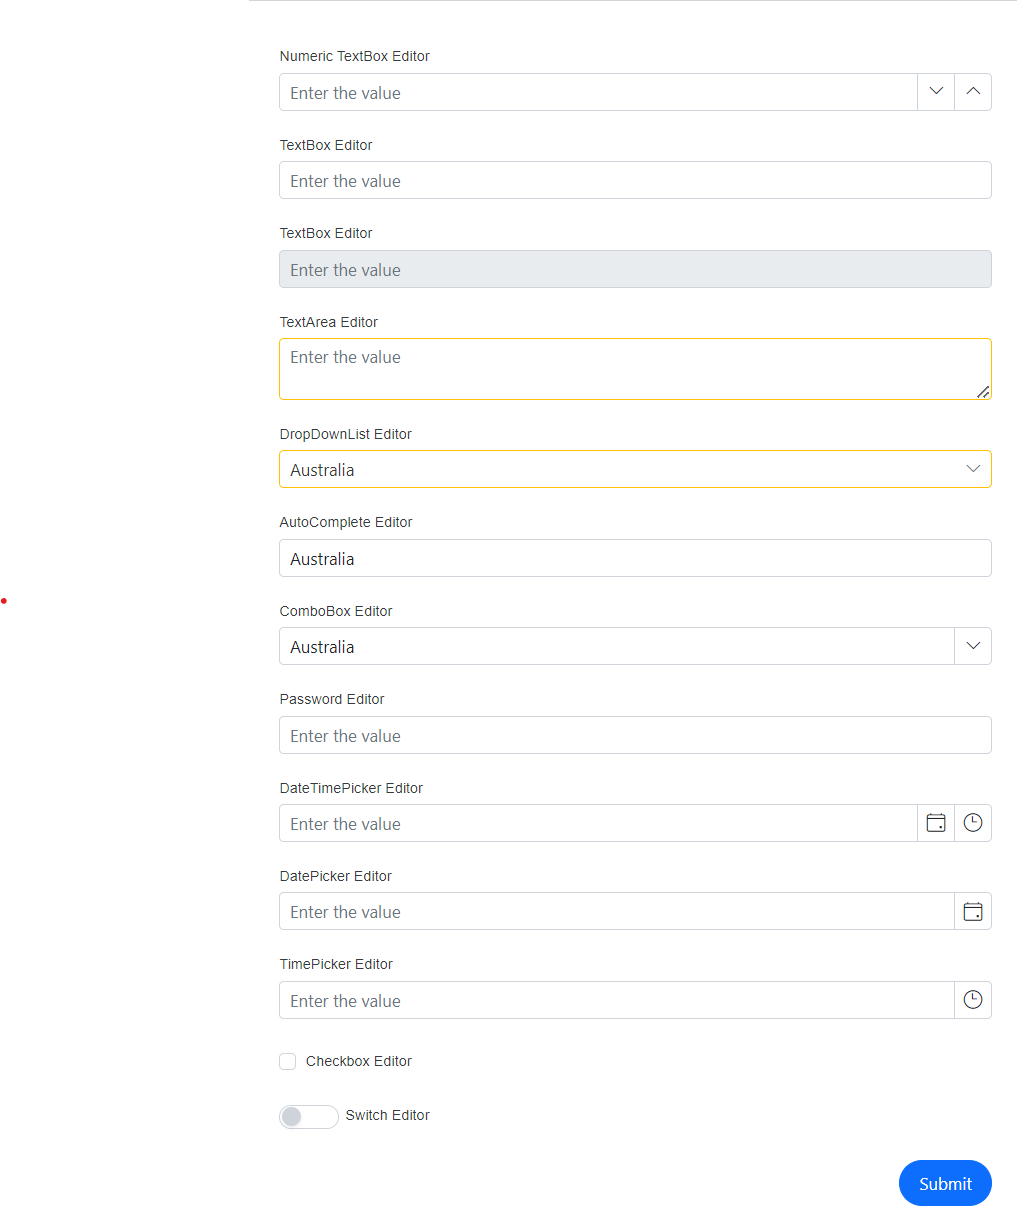 Numeric TextBox Editor
Enter the value
TextBox Editor
Enter the value
TextBox Editor
Enter the value
TextArea Editor
Enter the value
DropDownList Editor
Australia
AutoComplete Editor
Australia
ComboBox Editor
Australia
Password Editor
Enter the value
DateTimePicker Editor
Enter the value
DatePicker Editor
Enter the value
TimePicker Editor
Enter the value
Checkbox Editor
Switch Editor
Submit